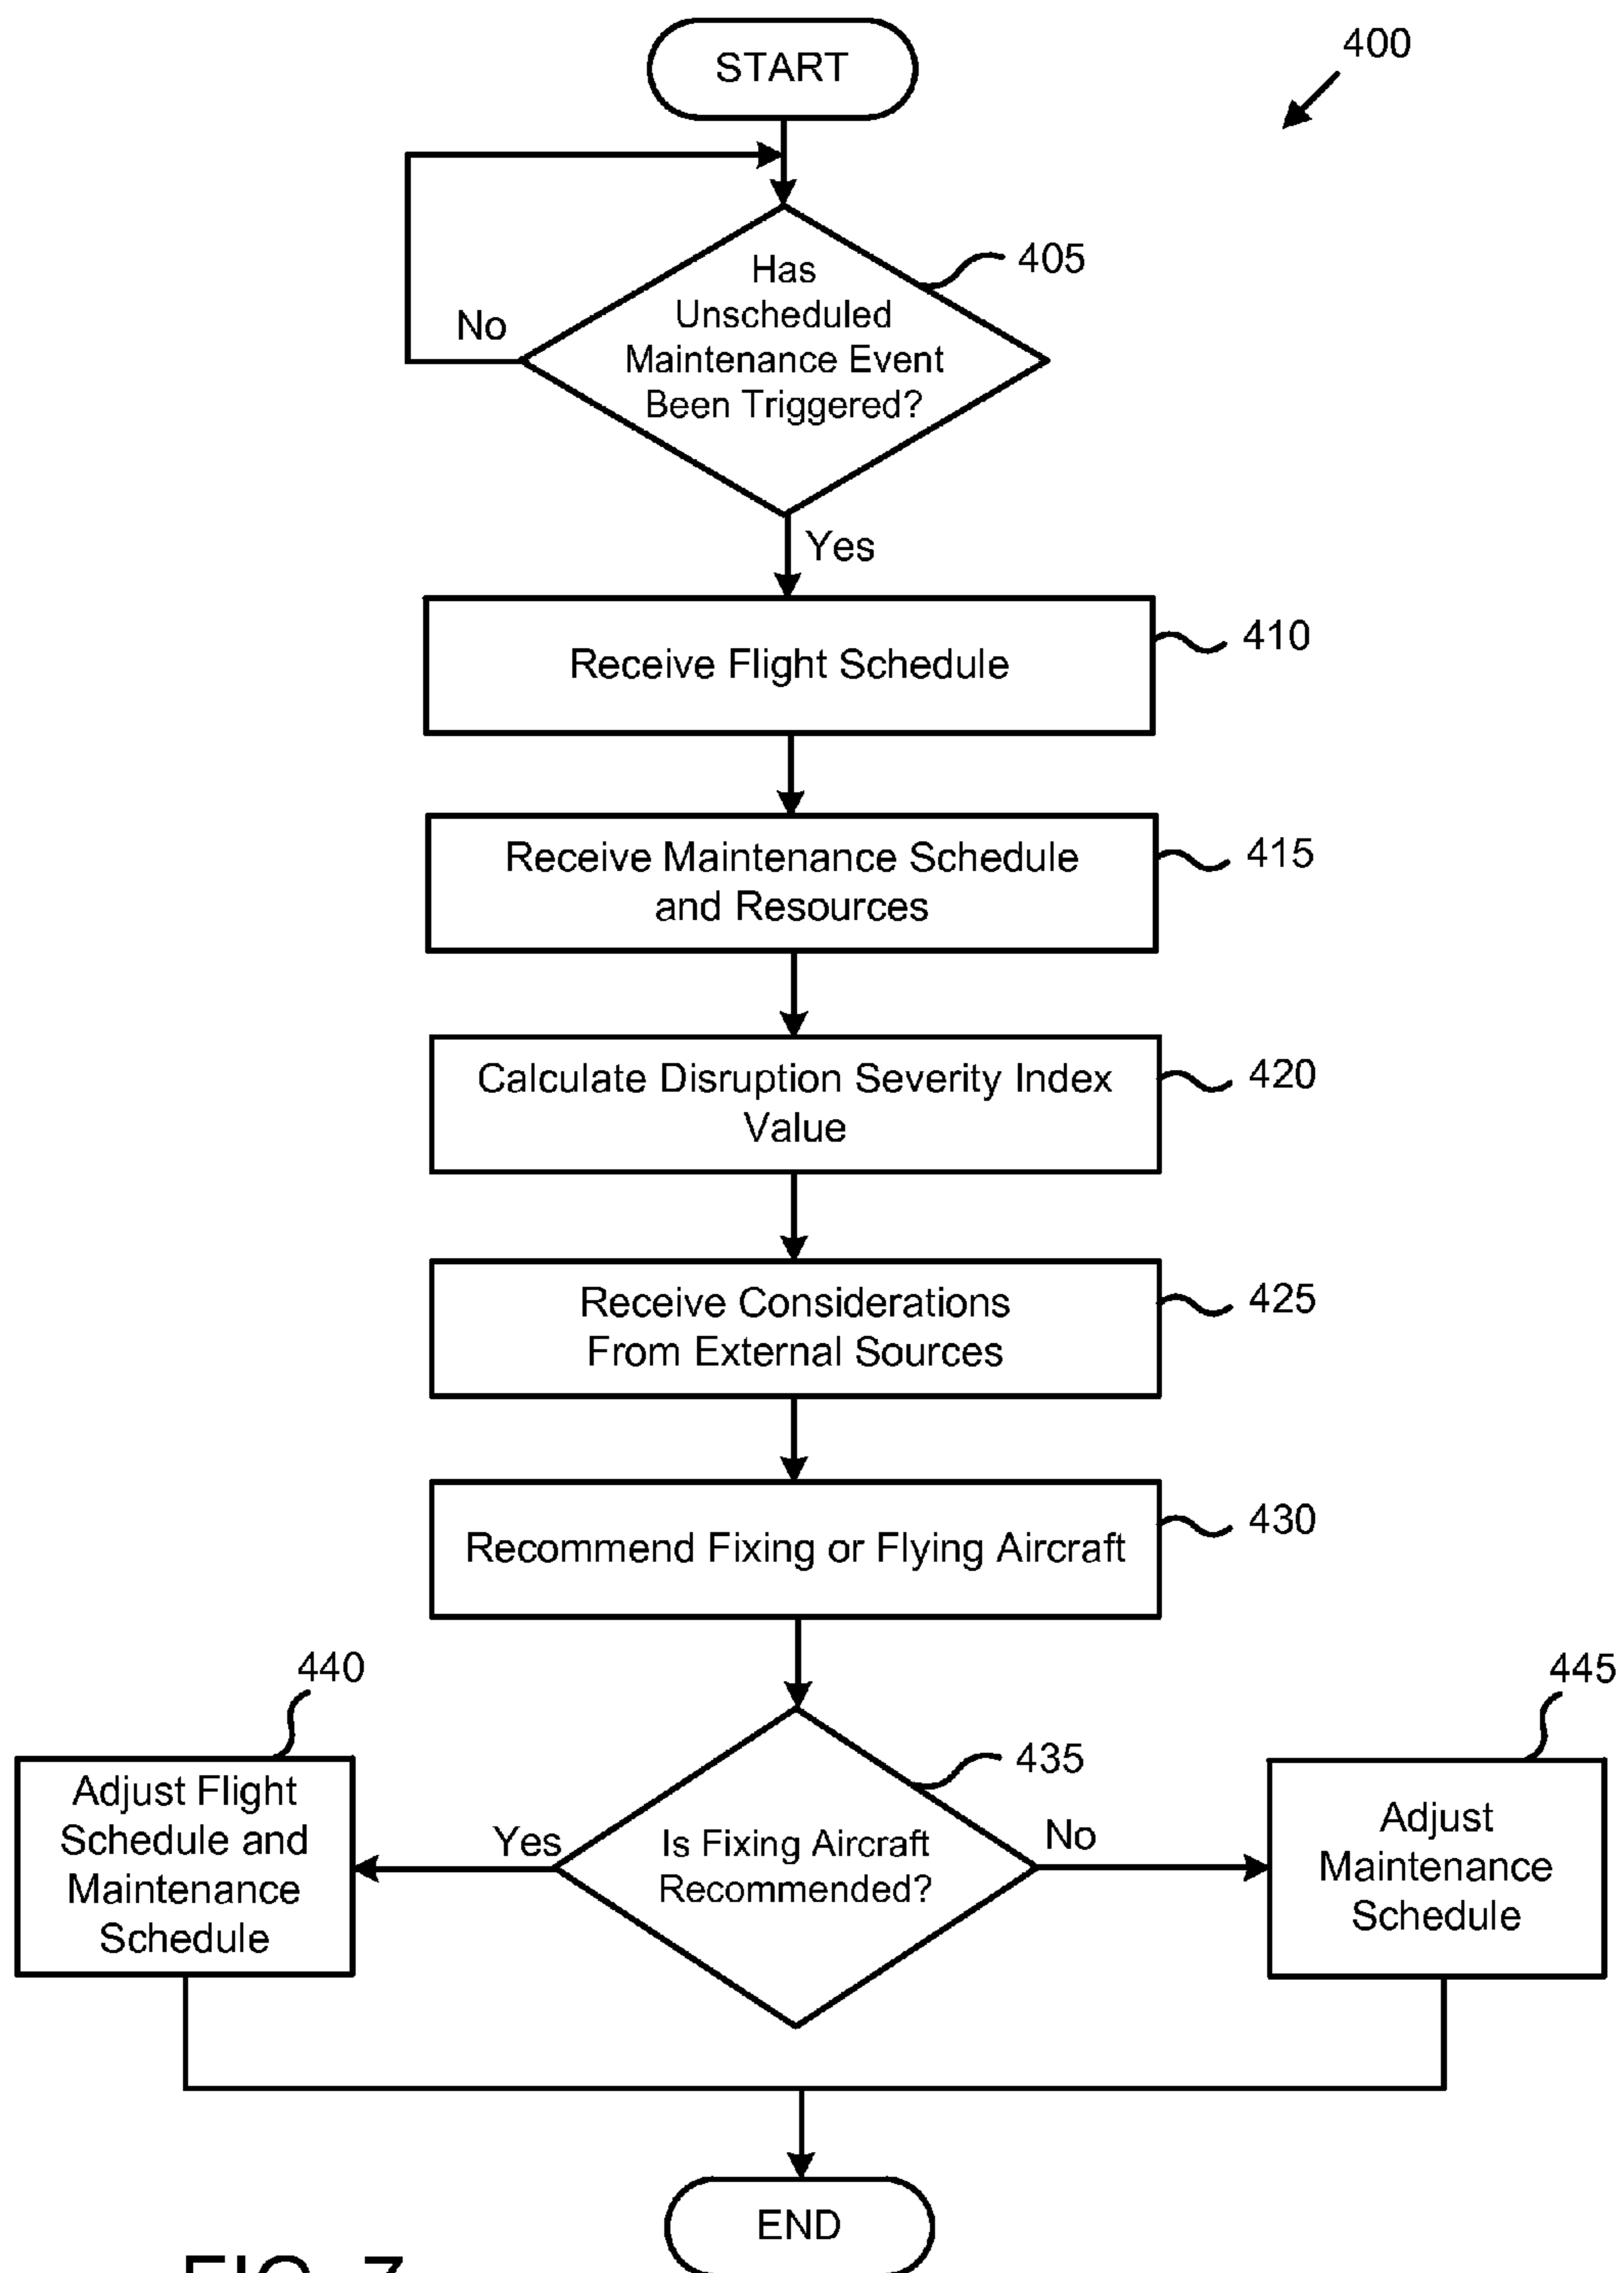 START
400
Has
Unscheduled
Maintenance Event
Been Triggered?
405
No
Yes
Receive Flight Schedule
410
Receive Maintenance Schedule
and Resources
415
Calculate Disruption Severity Index
Value
420
Receive Considerations
From External Sources
425
Recommend Fixing or Flying Aircraft
430
440
445
435
Adjust Flight
Schedule and
Maintenance
Schedule
Yes
Is Fixing Aircraft
Recommended?
No
Adjust
Maintenance
Schedule
END
FIG. 7